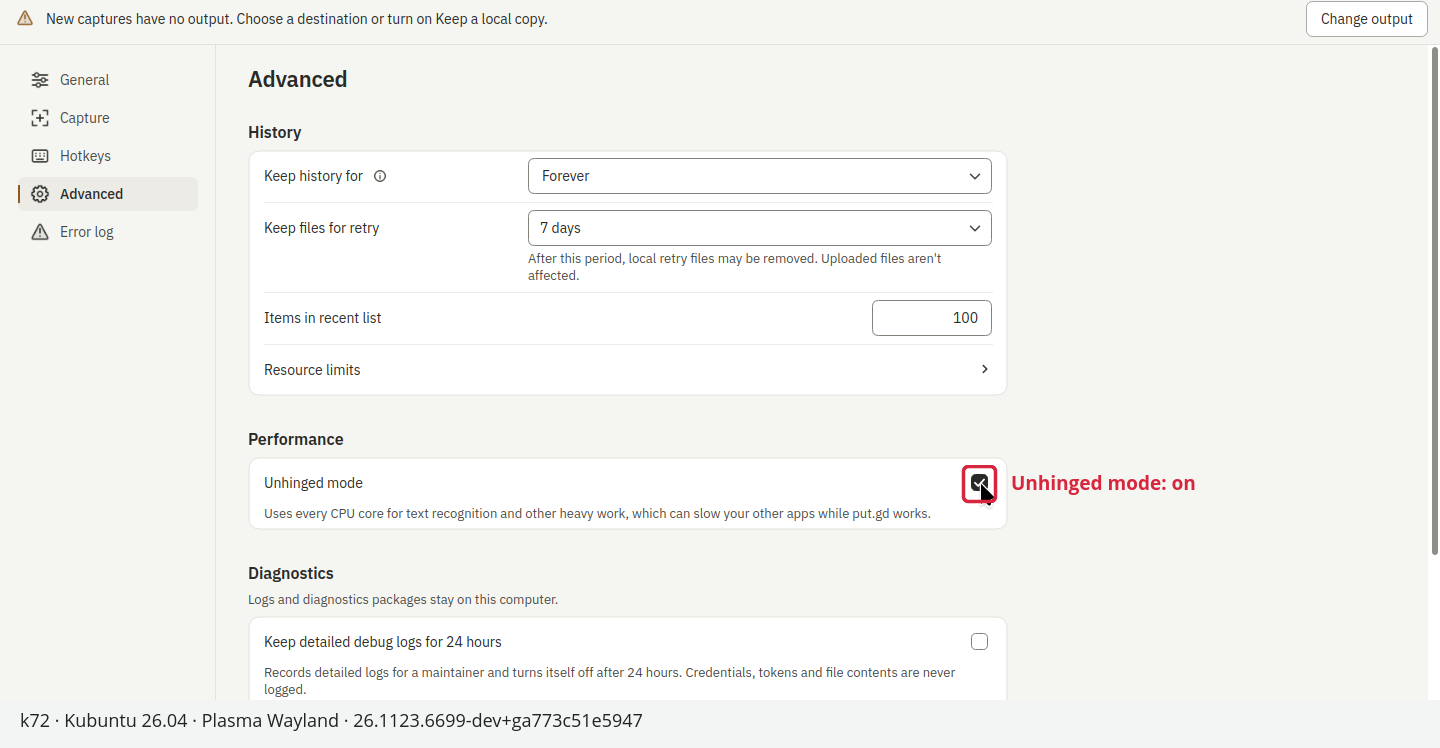 New captures have no output. Choose a destination or turn on Keep a local copy.
Change output
General
Capture
Hotkeys
Advanced
Error log
Advanced
History
Keep history for
Forever
Keep files for retry
7 days
After this period, local retry files may be removed. Uploaded files aren't
affected.
Items in recent list
100
Resource limits
Performance
Unhinged mode
Unhinged mode: on
Uses every CPU core for text recognition and other heavy work, which can slow your other apps while put.gd works.
Diagnostics
Logs and diagnostics packages stay on this computer.
Keep detailed debug logs for 24 hours
Records detailed logs for a maintainer and turns itself off after 24 hours. Credentials, tokens and file contents are never
logged.
k72 · Kubuntu 26.04 · Plasma Wayland · 26.1123.6699-dev+ga773c51e5947